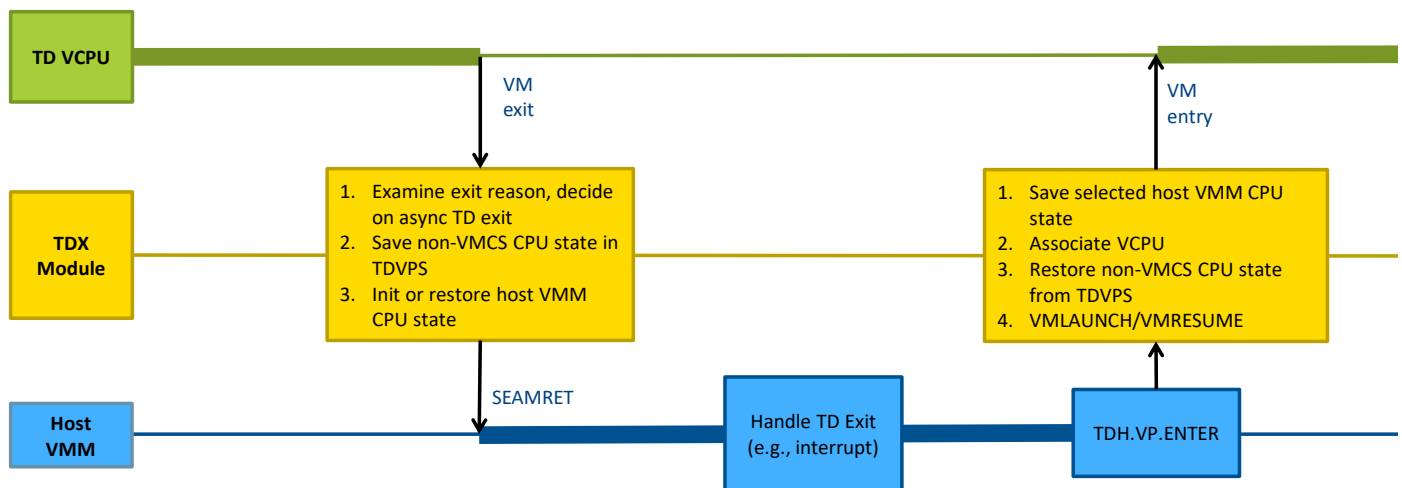 TD VCPU
VM
exit
VM
entry
TDX
Module
1. Examine exit reason, decide
on async TD exit
2. Save non-VMCS CPU state in
TDVPS
3. Init or restore host VMM
CPU state
1. Save selected host VMM CPU
state
2. Associate VCPU
3. Restore non-VMCS CPU state
from TDVPS
4. VMLAUNCH/VMRESUME
SEAMRET
Host
VMM
Handle TD Exit
(e.g., interrupt)
TDH.VP.ENTER